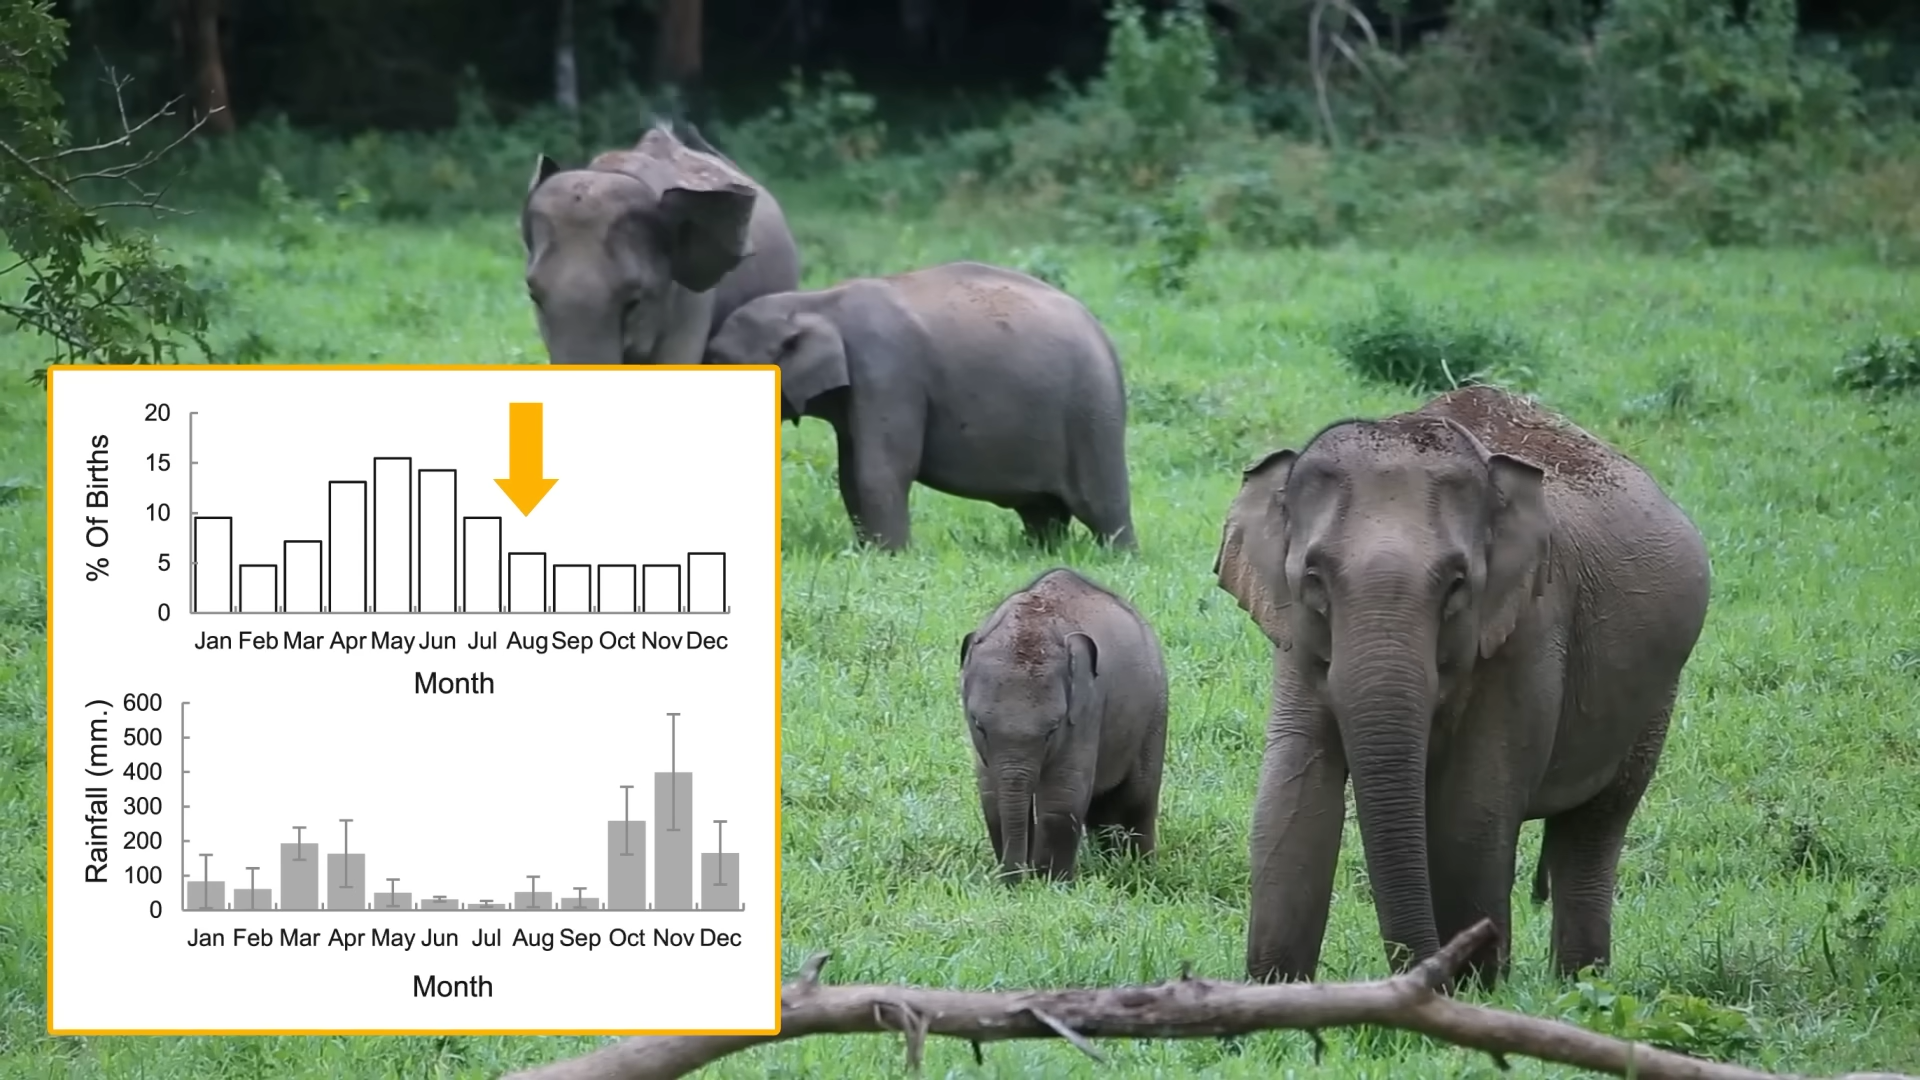 20
15
10
5
0
% Of Births
Jan Feb Mar Apr May Jun Jul Aug Sep Oct Nov Dec
Month
600
500
400
300
200
100
0
Rainfall (mm.)
Jan Feb Mar Apr May Jun Jul Aug Sep Oct Nov Dec
Month